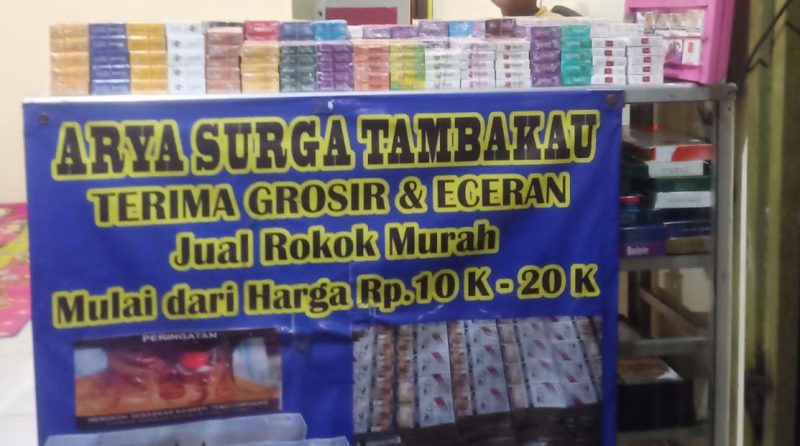 ARYA SURGA TAMBAKAU
TERIMA GROSIR & ECERAN
Jual Rokok Murah
Mulai dari Harga Rp.10 K - 20 K
PERINGATAN